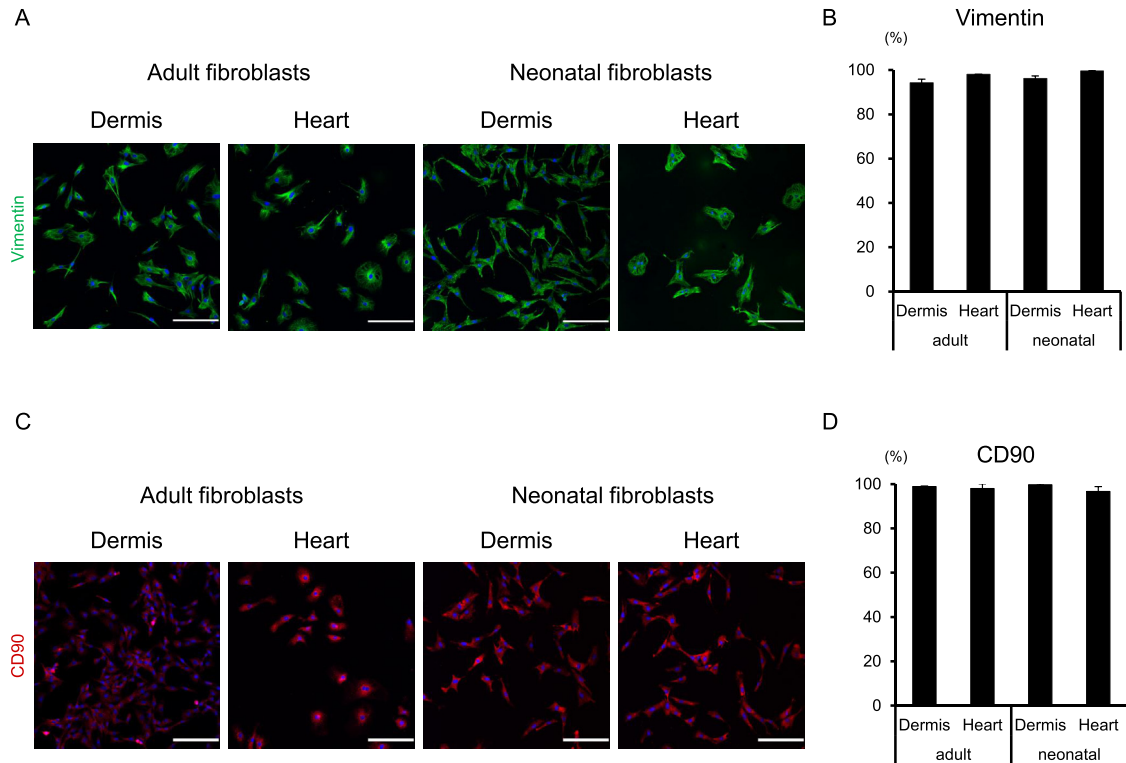 A
Adult fibroblasts
Neonatal fibroblasts
Dermis
Heart
Dermis
Heart
Vimentin
B
Vimentin
(%)
100
80
60
40
20
0
Dermis
Heart
Dermis
Heart
adult
neonatal
C
Adult fibroblasts
Neonatal fibroblasts
Dermis
Heart
Dermis
Heart
CD90
D
CD90
(%)
100
80
60
40
20
0
Dermis
Heart
Dermis
Heart
adult
neonatal